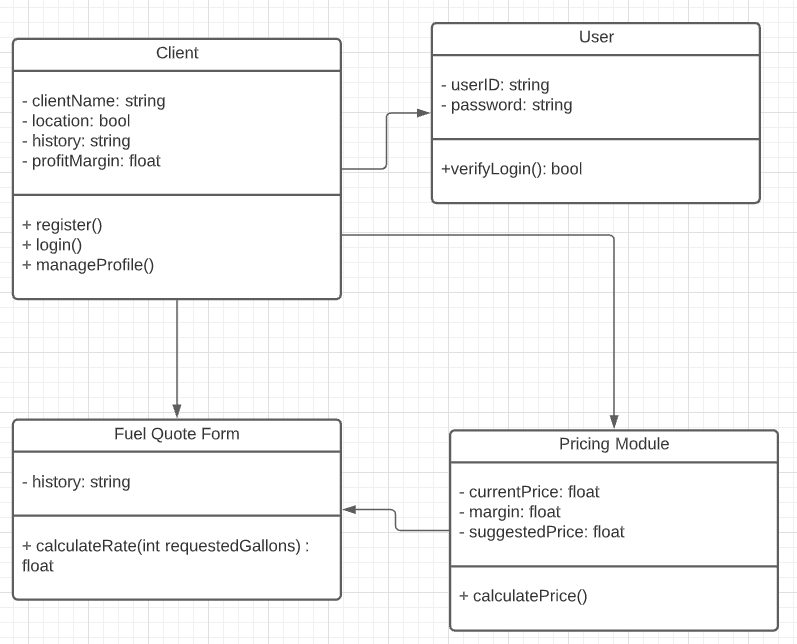 Client
- clientName: string
- location: bool
- history: string
- profitMargin: float
+ register()
+ login()
+ manageProfile()
User
- userID: string
- password: string
+verifyLogin(): bool
Fuel Quote Form
- history: string
+ calculateRate(int requestedGallons) :
float
Pricing Module
- currentPrice: float
- margin: float
- suggestedPrice: float
+ calculatePrice()